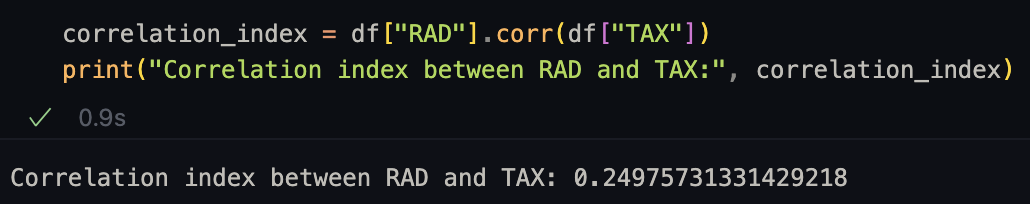 correlation_index = df["RAD"].corr(df["TAX"])
print("Correlation index between RAD and TAX:", correlation_index)
0.9s
Correlation index between RAD and TAX: 0.24975731331429218